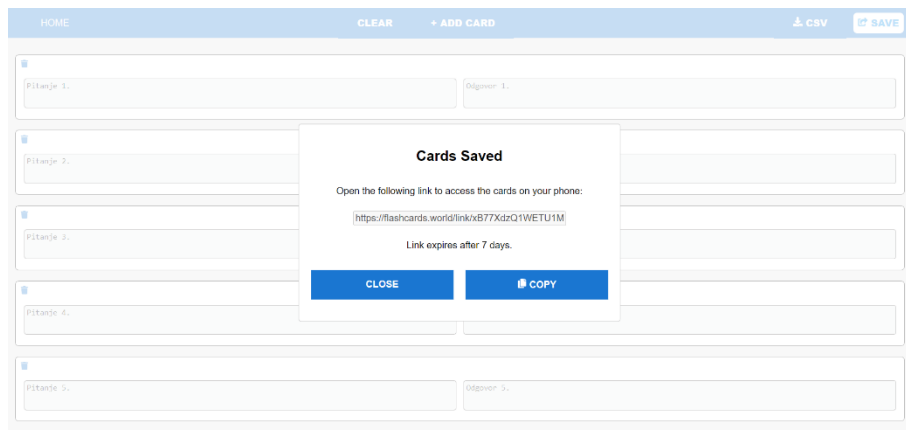 HOME CLEAR + ADD CARD CSV SAVE
Pitanje 1. Odgovor 1.
Pitanje 2.
Cards Saved
Open the following link to access the cards on your phone:
https://flashcards.world/link/xB77XdzQ1WETU1M
Pitanje 3.
Link expires after 7 days.
CLOSE COPY
Pitanje 4.
Pitanje 5. Odgovor 5.